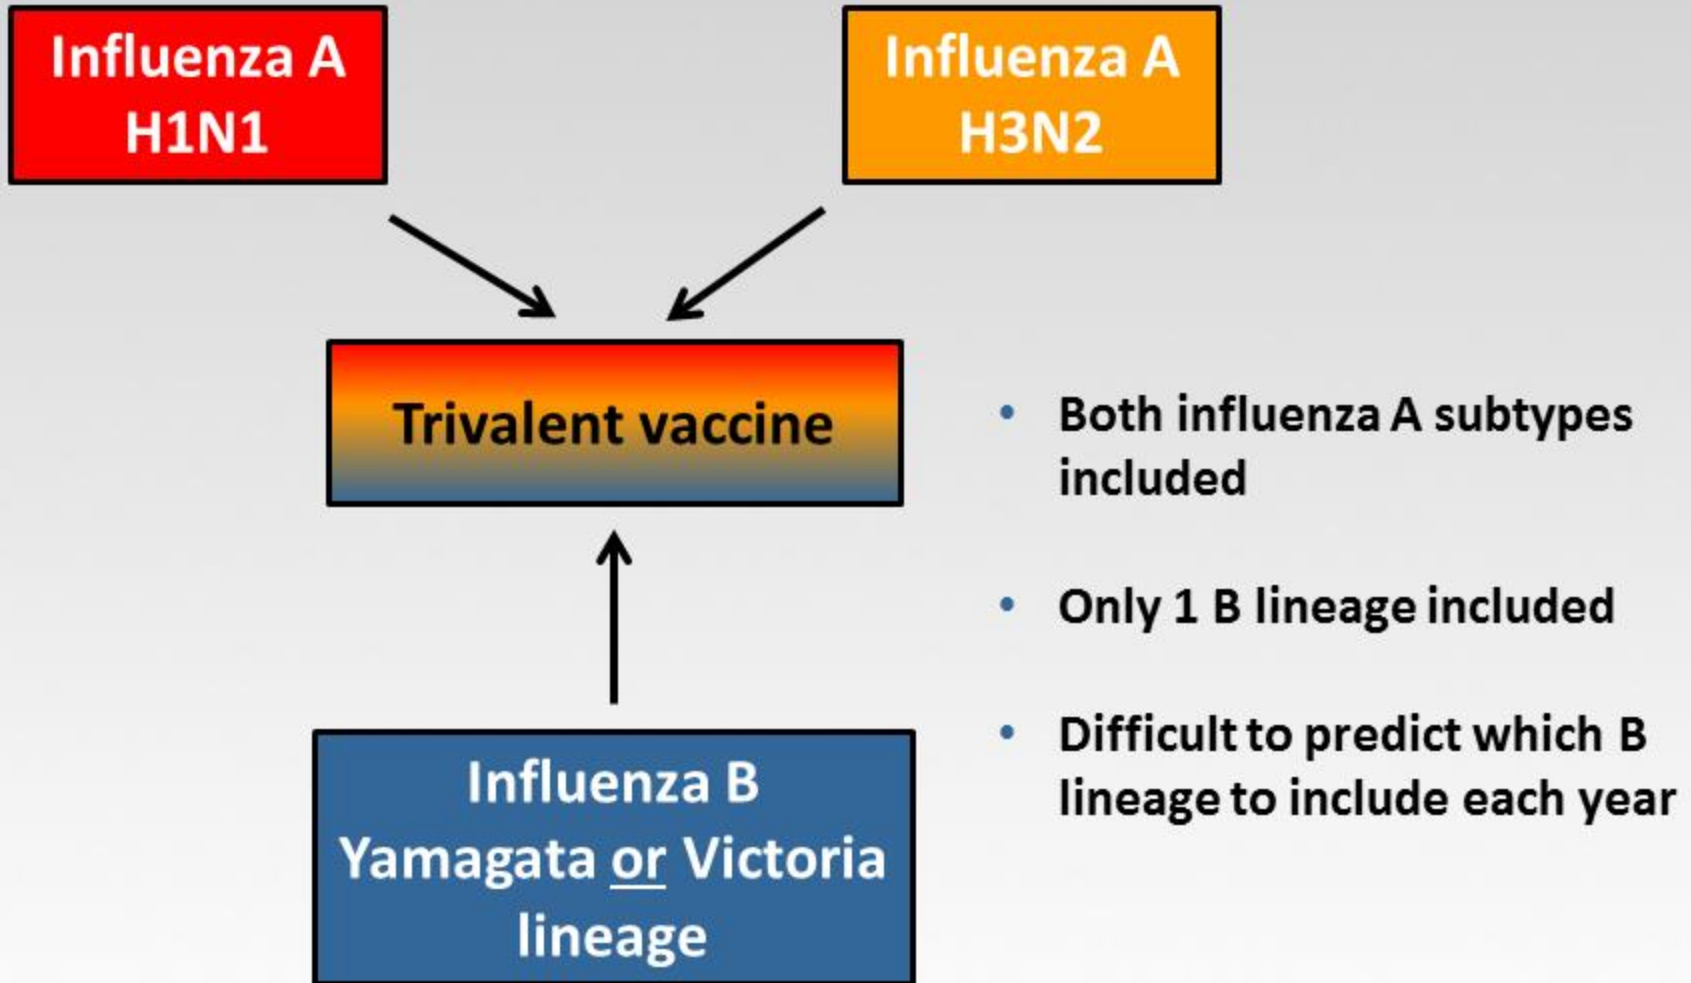 Influenza A
H1N1
Influenza A
H3N2
Trivalent vaccine
• Both influenza A subtypes
included
• Only 1 B lineage included
• Difficult to predict which B
lineage to include each year
Influenza B
Yamagata or Victoria
lineage